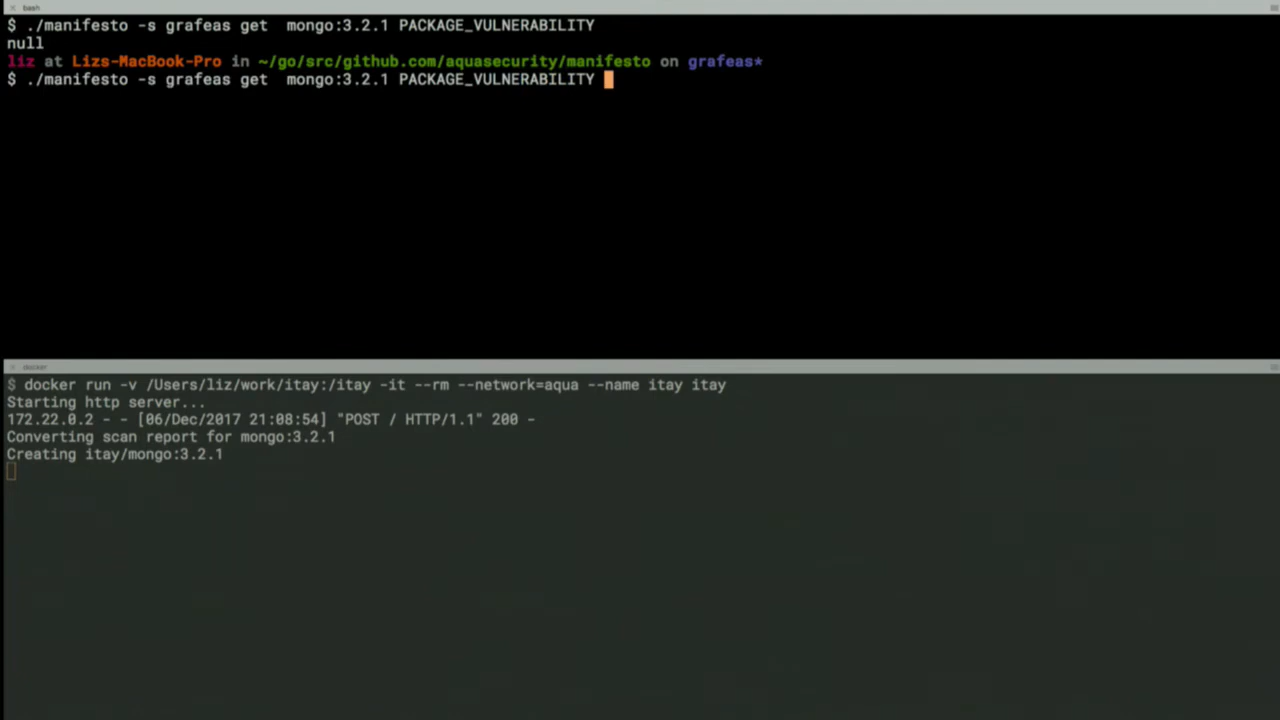 bash
$ ./manifesto -s grafeas get  mongo:3.2.1 PACKAGE_VULNERABILITY
null
liz at Lizs-MacBook-Pro in ~/go/src/github.com/aquasecurity/manifesto on grafeas*
$ ./manifesto -s grafeas get  mongo:3.2.1 PACKAGE_VULNERABILITY
docker
$ docker run -v /Users/liz/work/itay:/itay -it --rm --network=aqua --name itay itay
Starting http server...
172.22.0.2 - - [06/Dec/2017 21:08:54] "POST / HTTP/1.1" 200 -
Converting scan report for mongo:3.2.1
Creating itay/mongo:3.2.1